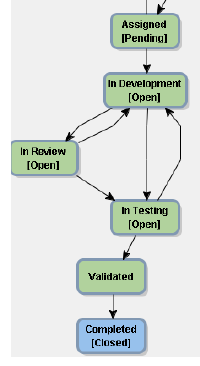 Assigned
[Pending]
In Development
[Open]
In Review
[Open]
In Testing
[Open]
Validated
Completed
[Closed]